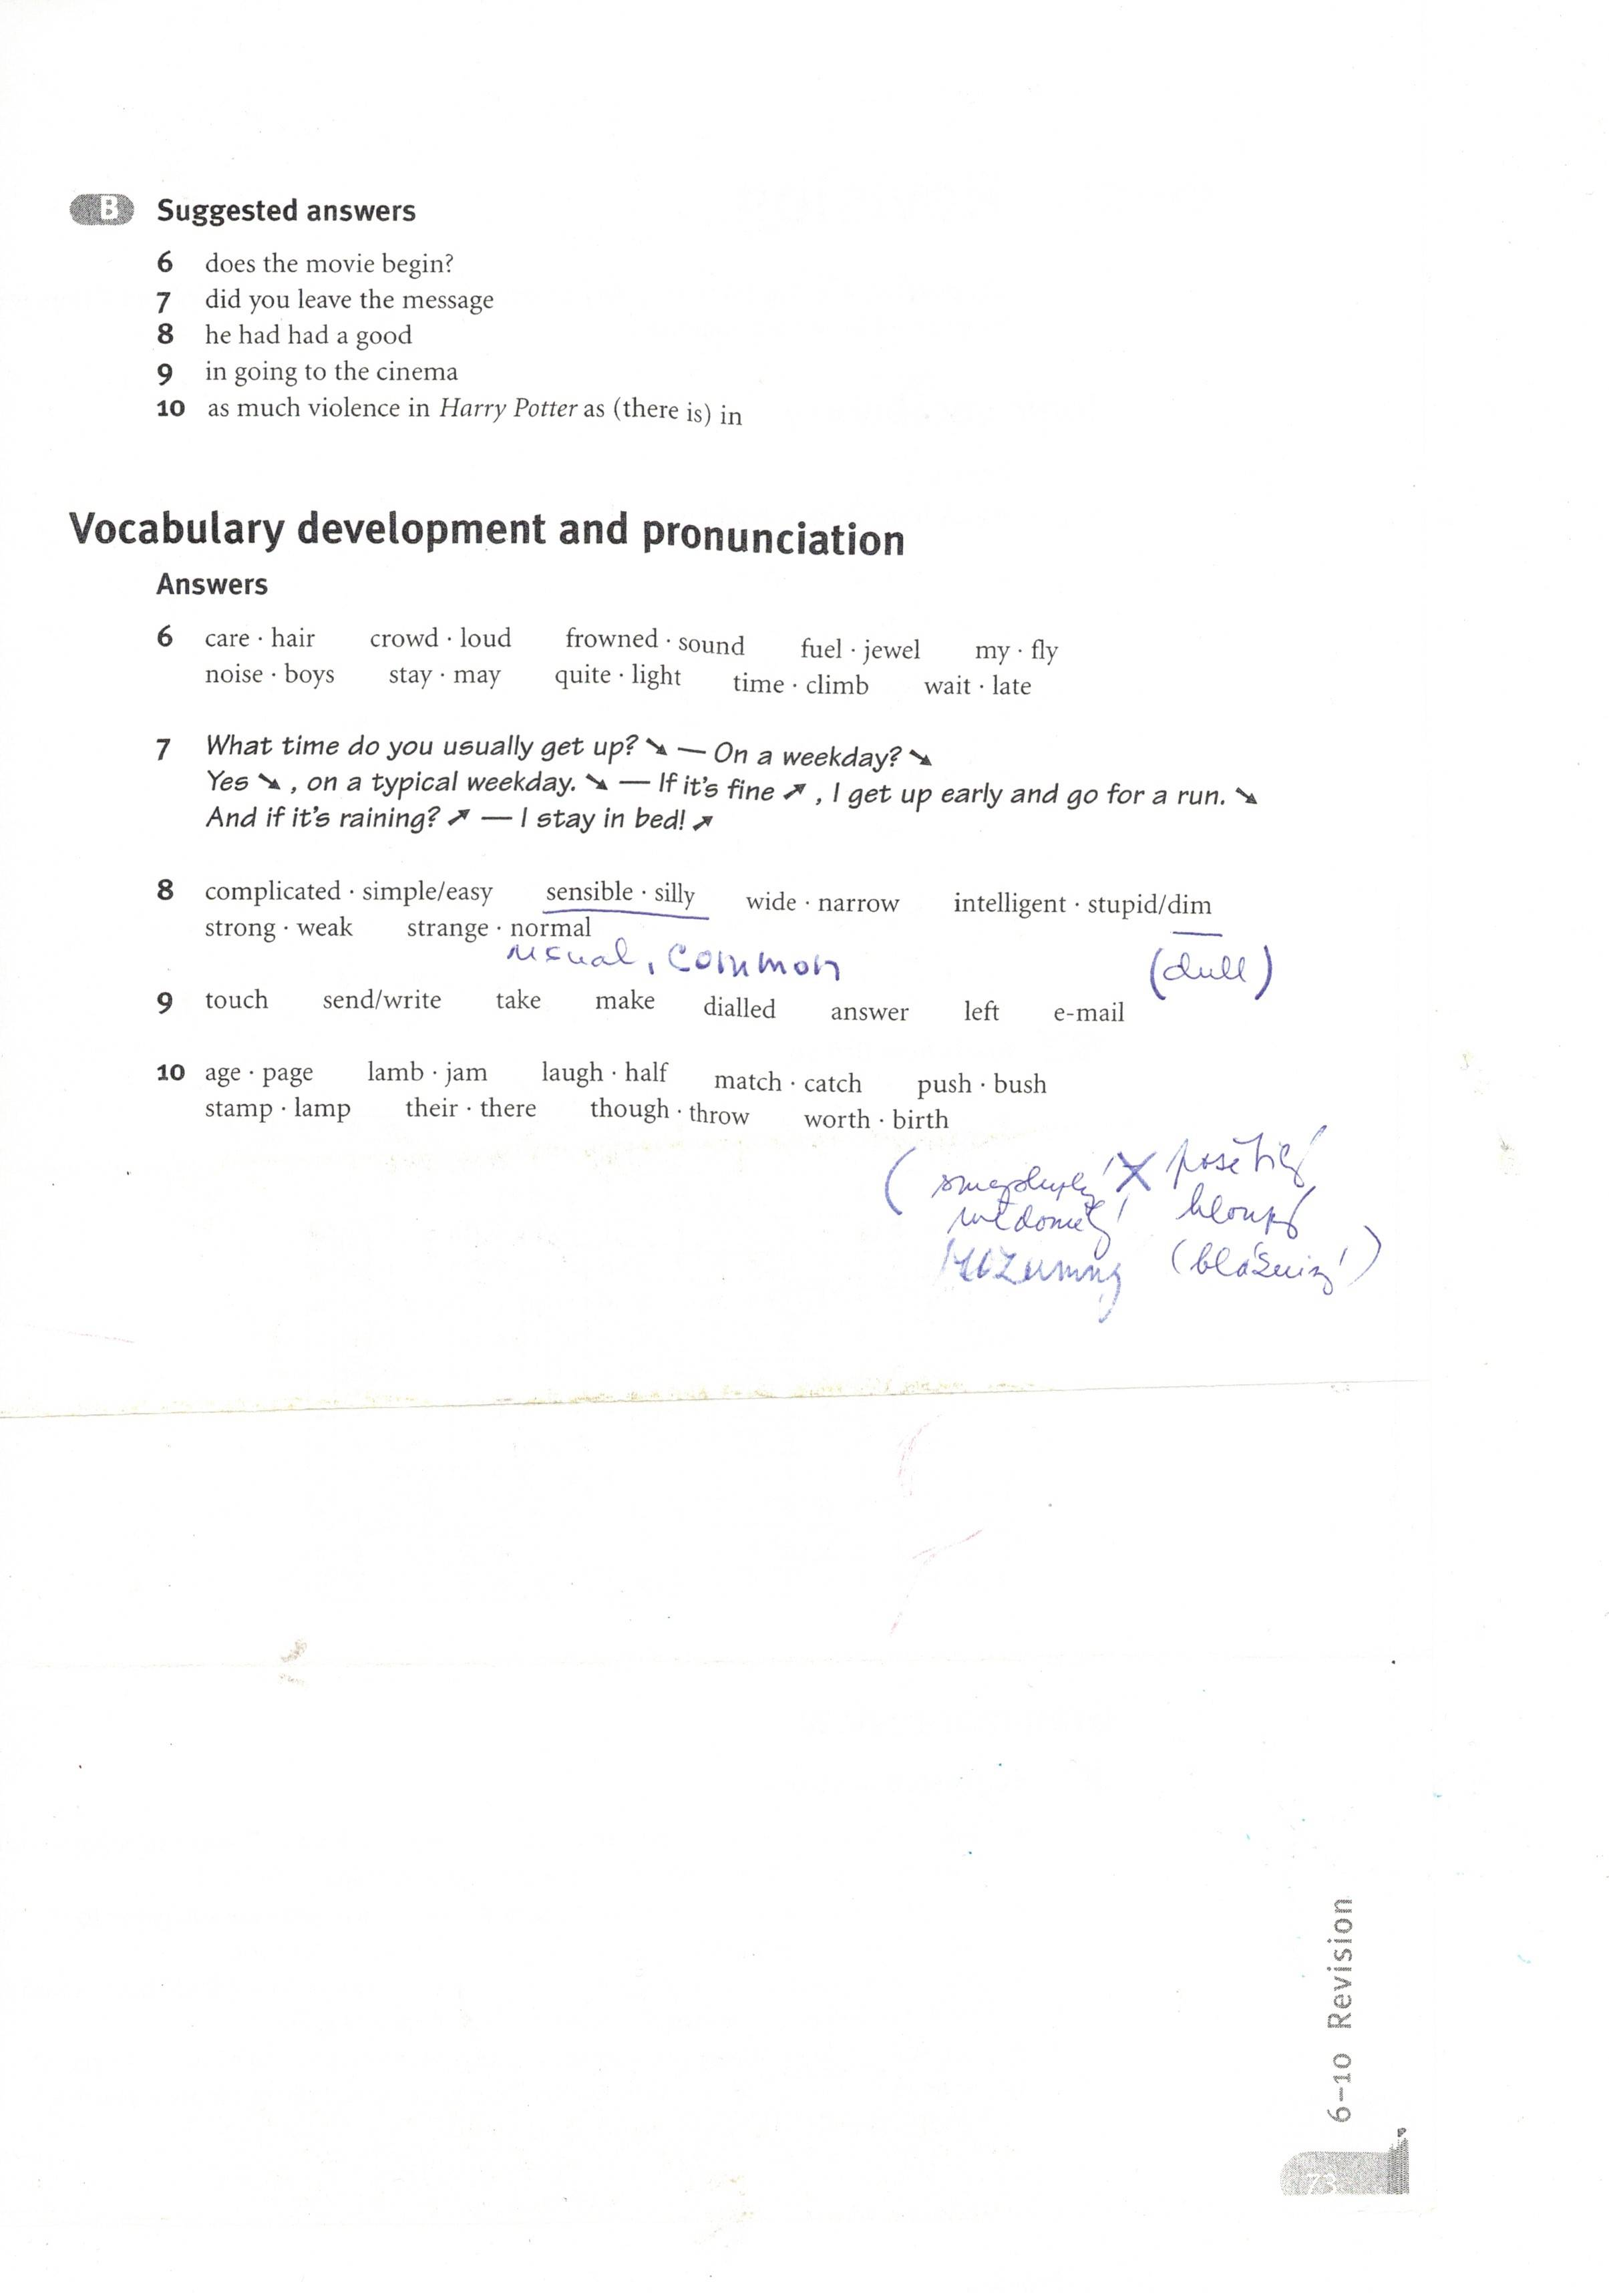 B Suggested answers
6 does the movie begin?
7 did you leave the message
8 he had had a good
9 in going to the cinema
10 as much violence in Harry Potter as (there is) in
Vocabulary development and pronunciation
Answers
6 care · hair crowd · loud frowned · sound fuel · jewel my · fly
noise · boys stay · may quite · light time · climb wait · late
7 What time do you usually get up? ↘ — On a weekday? ↘
Yes ↘, on a typical weekday. ↘ — If it's fine ↗, I get up early and go for a run. ↘
And if it's raining? ↗ — I stay in bed! ↗
8 complicated · simple/easy sensible · silly wide · narrow intelligent · stupid/dim
strong · weak strange · normal
usual, common (dull)
9 touch send/write take make dialled answer left e-mail
10 age · page lamb · jam laugh · half match · catch push · bush
stamp · lamp their · there though · throw worth · birth
( smysluplný X pošetilý
hloupý
rozumný (bláznivý)
6–10 Revision
73